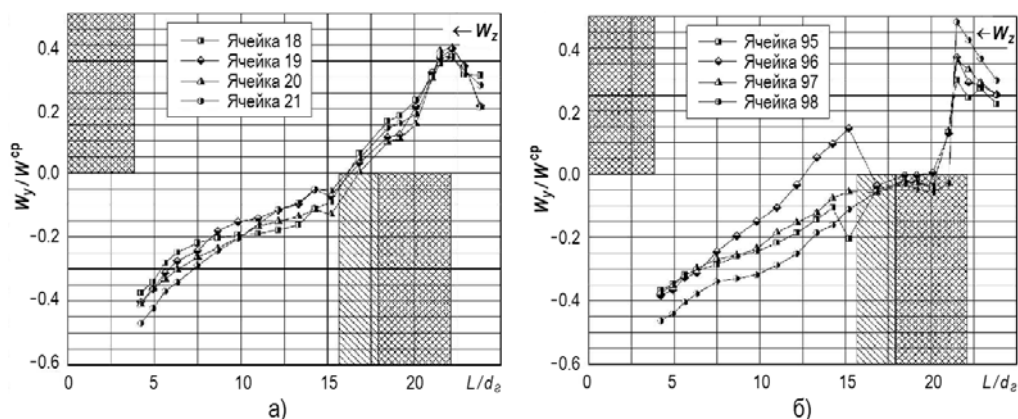 ← Wz
0.4
0.2
0.0
−0.2
−0.4
−0.6
Wy/Wср
Ячейка 18
Ячейка 19
Ячейка 20
Ячейка 21
0 5 10 15 20 L/dг
а)
← Wz
0.4
0.2
0.0
−0.2
−0.4
−0.6
Wy/Wср
Ячейка 95
Ячейка 96
Ячейка 97
Ячейка 98
0 5 10 15 20 L/dг
б)